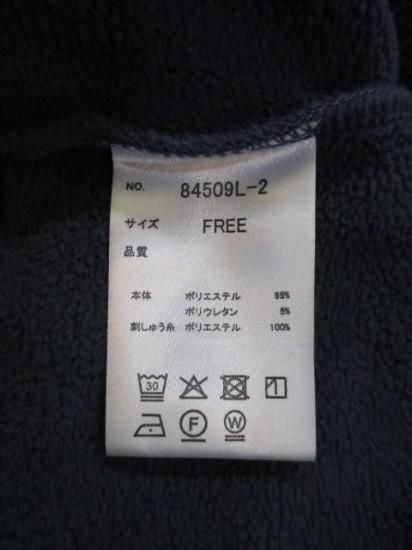 NO. 84509L-2
サイズ FREE
品質
本体 ポリエステル 95%
ポリウレタン 5%
刺しゅう糸 ポリエステル 100%
30
F W